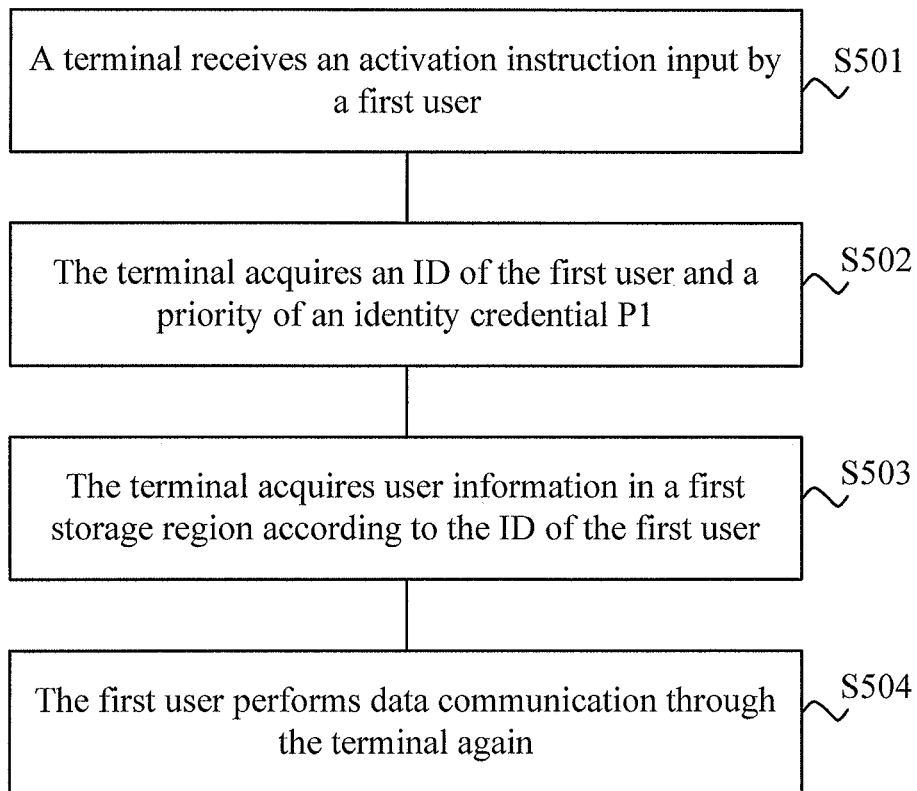 A terminal receives an activation instruction input by
a first user
S501
The terminal acquires an ID of the first user and a
priority of an identity credential P1
S502
The terminal acquires user information in a first
storage region according to the ID of the first user
S503
The first user performs data communication through
the terminal again
S504